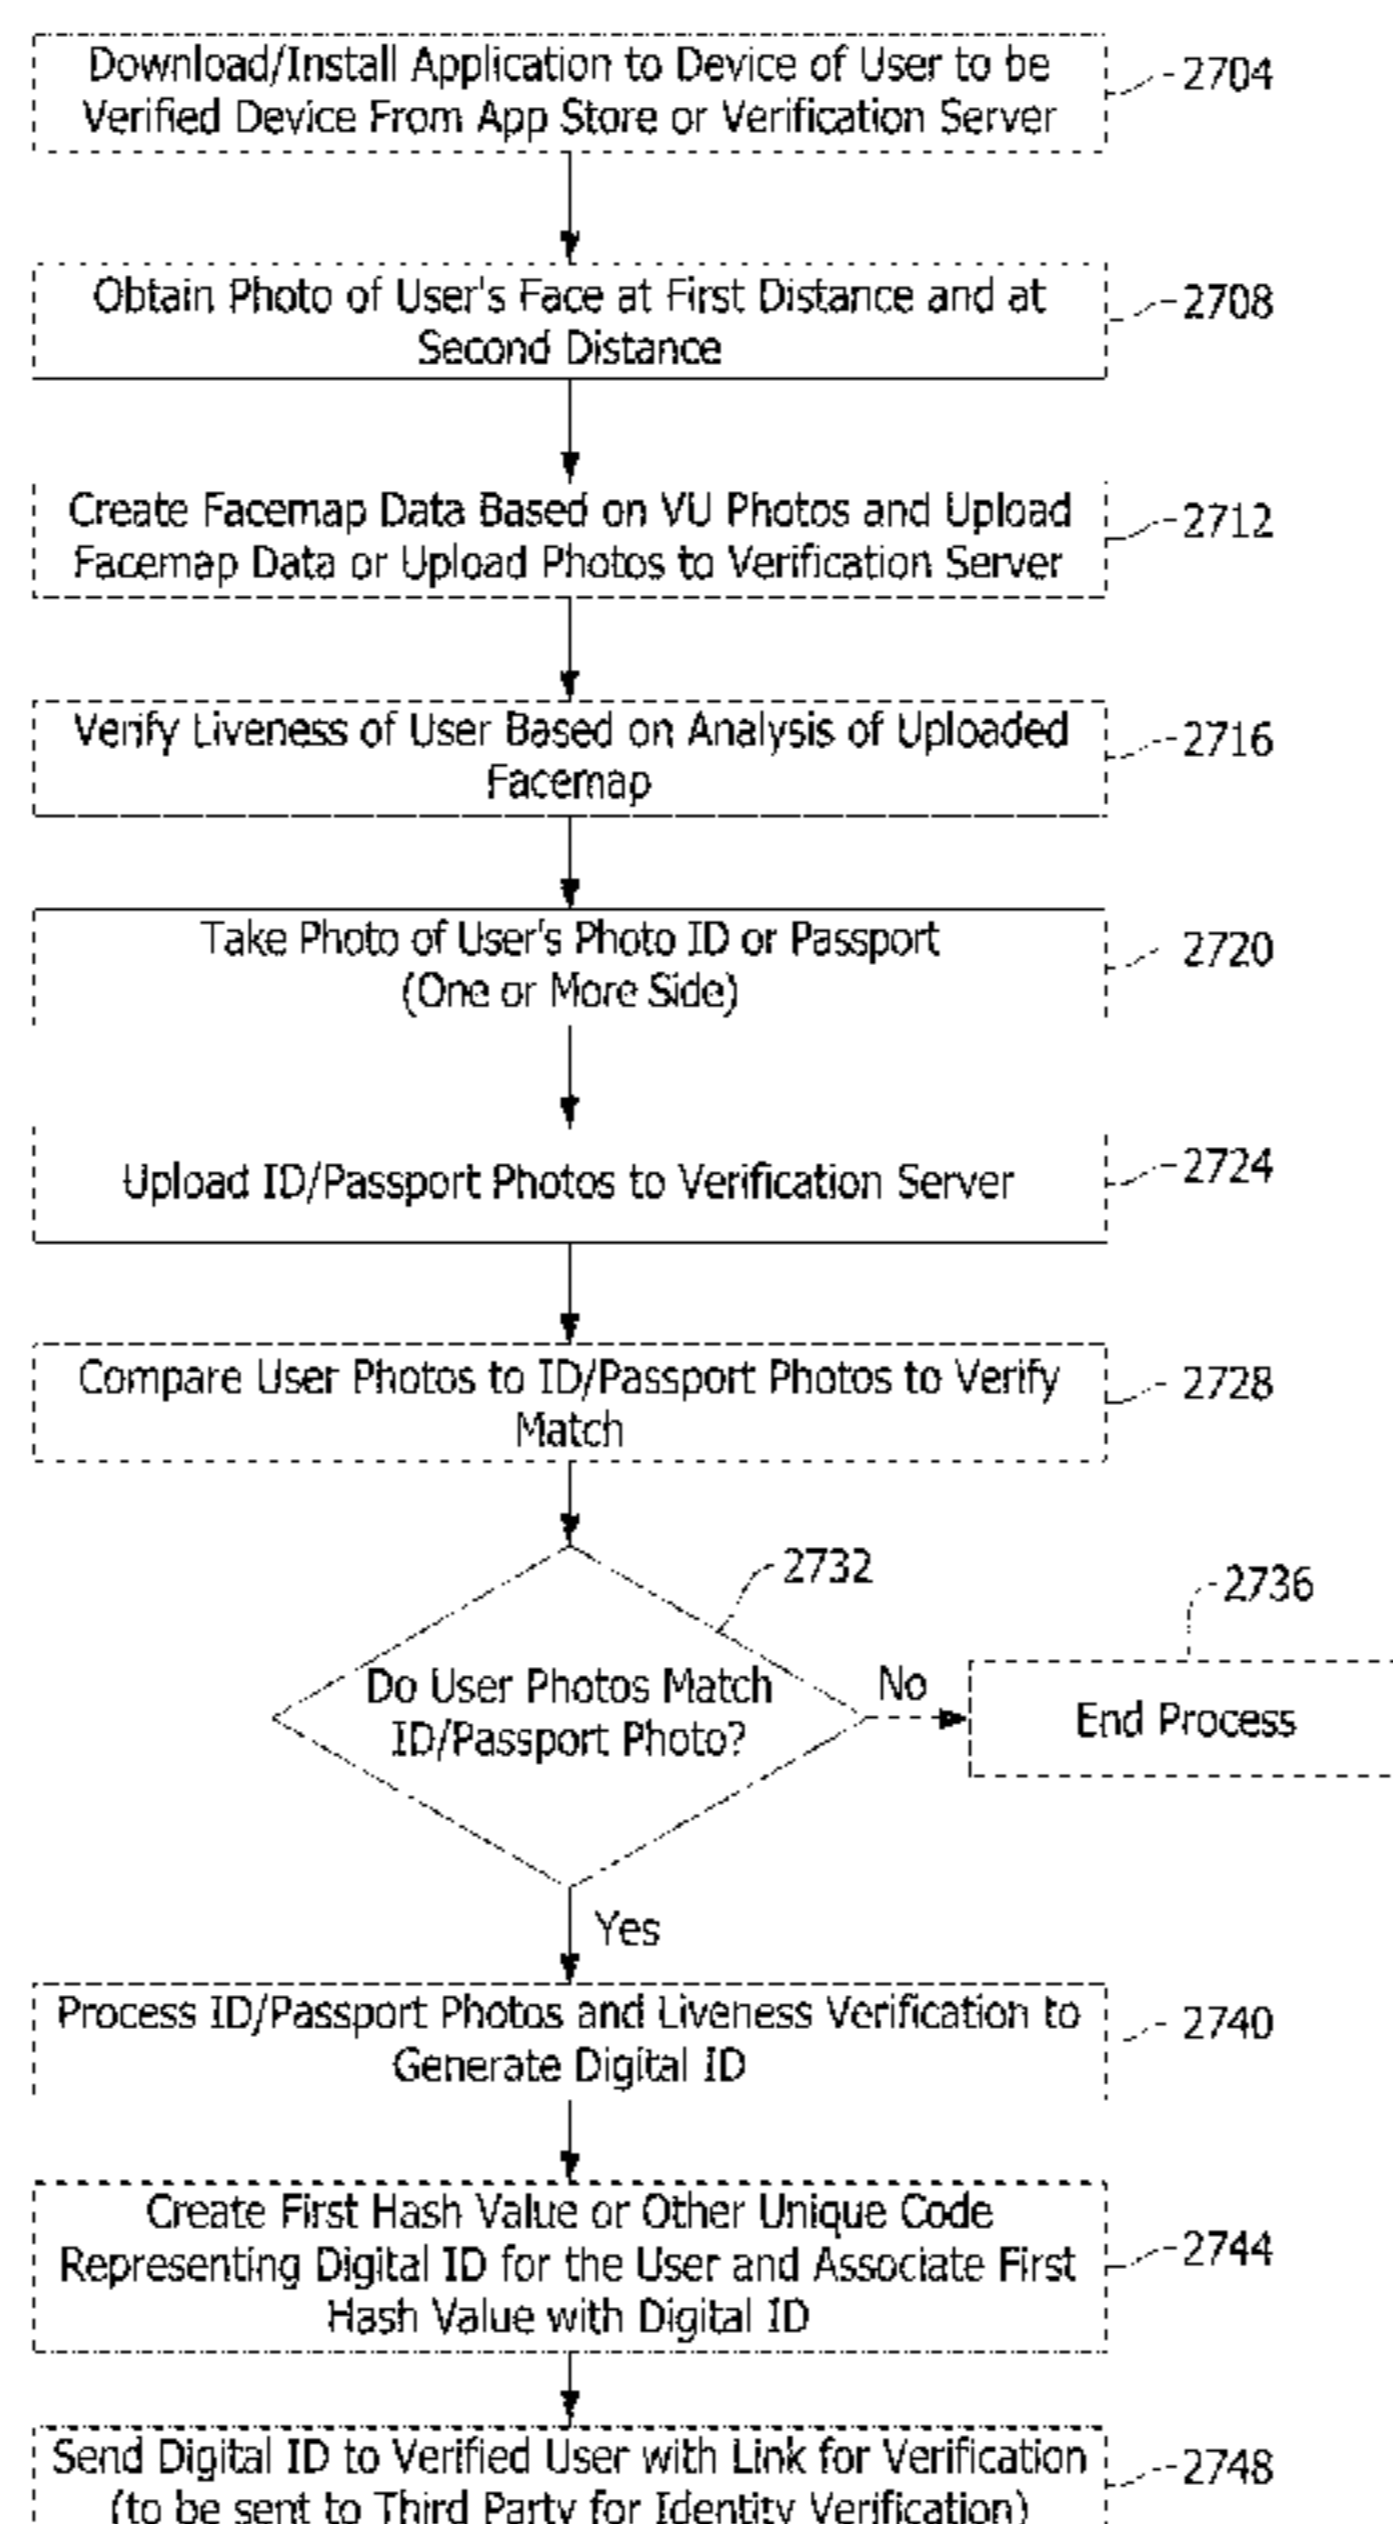 Download/Install Application to Device of User to be
Verified Device From App Store or Verification Server
2704
Obtain Photo of User's Face at First Distance and at
Second Distance
2708
Create Facemap Data Based on VU Photos and Upload
Facemap Data or Upload Photos to Verification Server
2712
Verify Liveness of User Based on Analysis of Uploaded
Facemap
2716
Take Photo of User's Photo ID or Passport
(One or More Side)
2720
Upload ID/Passport Photos to Verification Server
2724
Compare User Photos to ID/Passport Photos to Verify
Match
2728
2732
Do User Photos Match
ID/Passport Photo?
No
2736
End Process
Yes
Process ID/Passport Photos and Liveness Verification to
Generate Digital ID
2740
Create First Hash Value or Other Unique Code
Representing Digital ID for the User and Associate First
Hash Value with Digital ID
2744
Send Digital ID to Verified User with Link for Verification
(to be sent to Third Party for Identity Verification)
2748